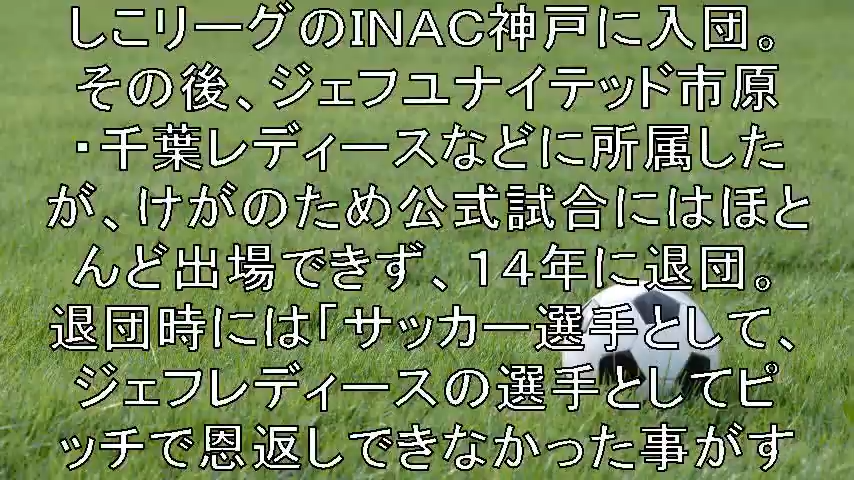 しこリーグのINAC神戸に入団。
その後、ジェフユナイテッド市原
・千葉レディースなどに所属した
が、けがのため公式試合にはほと
んど出場できず、１４年に退団。
退団時には「サッカー選手として、
ジェフレディースの選手としてピ
ッチで恩返しできなかった事がす